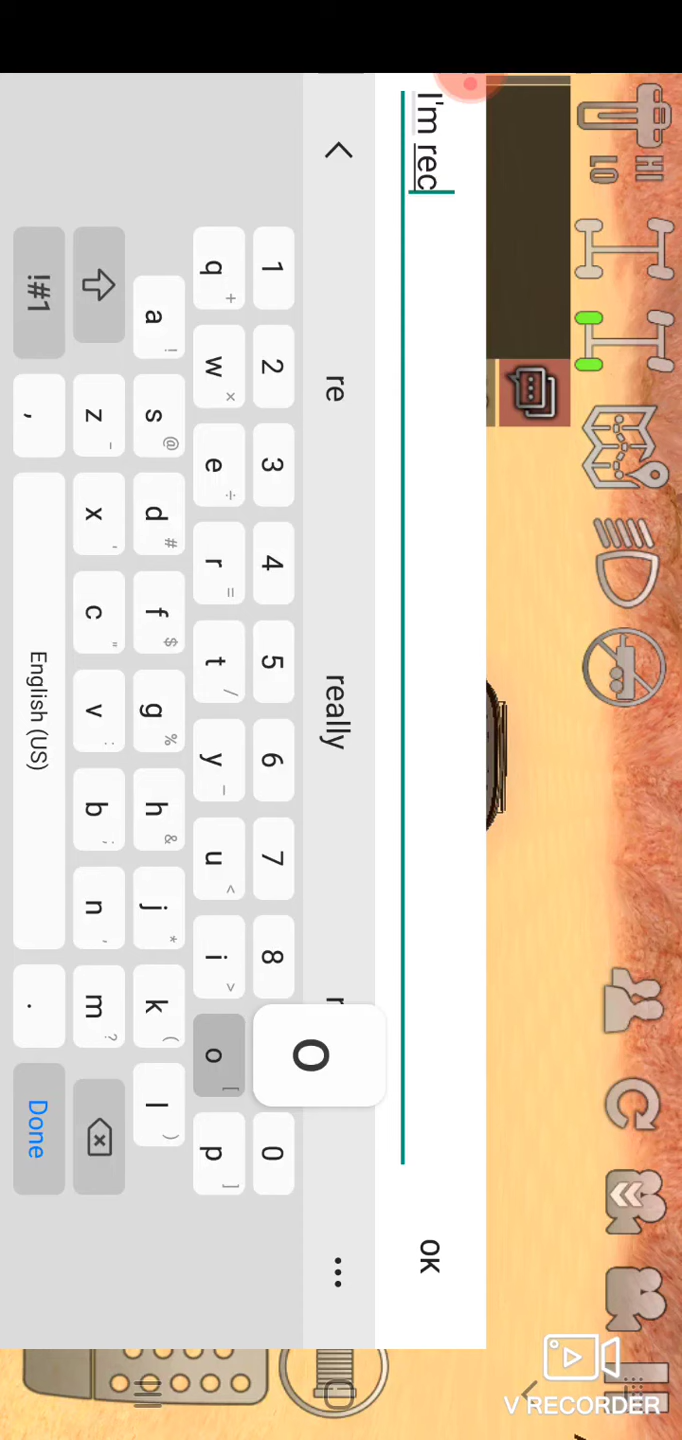 HI
LO
I'm rec
OK
re
really
1 2 3 4 5 6 7 8 0
q + w × e ÷ r = t / y _ u < i > o [ p ]
O
a ! s @ d # f $ g % h & j * k ( l )
z - x ' c " v : b ; n , m ?
!#1 , English (US) . Done
V RECORDER